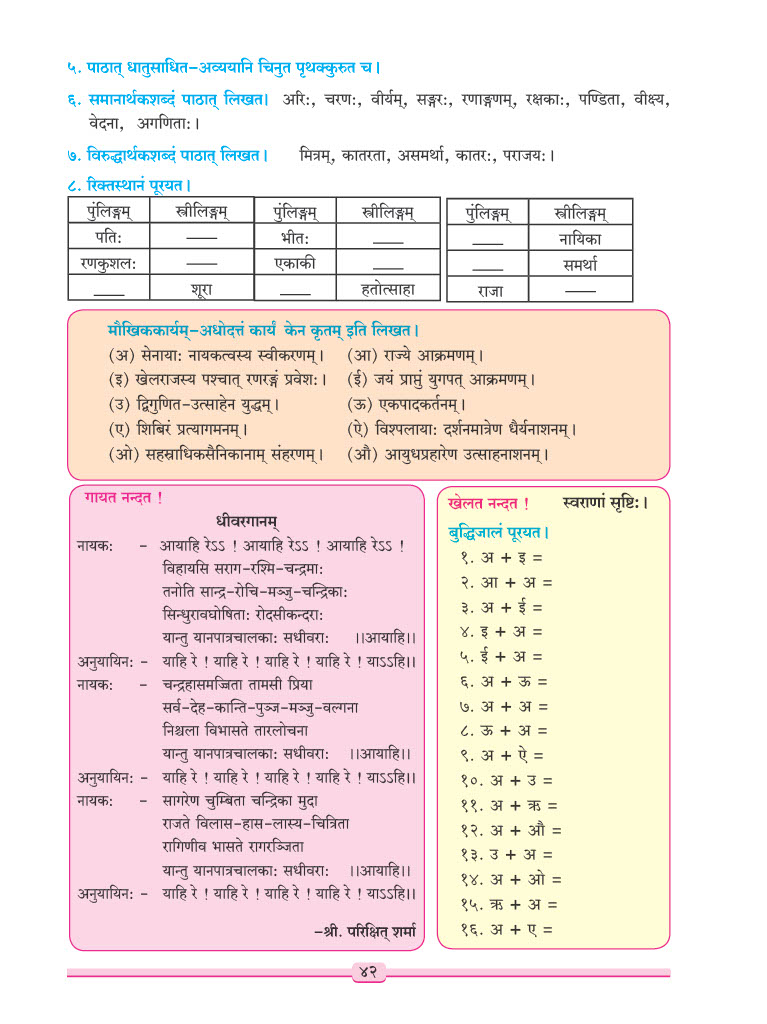 ५. पाठात् धातुसाधित-अव्ययानि चिनुत पृथक्कुरुत च।
६. समानार्थकशब्दं पाठात् लिखत। अरिः, चरणः, वीर्यम्, सङ्गरः, रणाङ्गणम्, रक्षकाः, पण्डिता, वीक्ष्य,
वेदना, अगणिताः।
७. विरुद्धार्थकशब्दं पाठात् लिखत। मित्रम्, कातरता, असमर्था, कातरः, पराजयः।
८. रिक्तस्थानं पूरयत।
पुंलिङ्गम् स्त्रीलिङ्गम् पुंलिङ्गम् स्त्रीलिङ्गम् पुंलिङ्गम् स्त्रीलिङ्गम्
पतिः —— भीतः —— —— नायिका
रणकुशलः —— एकाकी —— —— समर्था
—— शूरा —— हतोत्साहा राजा ——
मौखिककार्यम्-अधोदत्तं कार्यं केन कृतम् इति लिखत।
(अ) सेनायाः नायकत्वस्य स्वीकरणम्। (आ) राज्ये आक्रमणम्।
(इ) खेलराजस्य पश्चात् रणरङ्गं प्रवेशः। (ई) जयं प्राप्तुं युगपत् आक्रमणम्।
(उ) द्विगुणित-उत्साहेन युद्धम्। (ऊ) एकपादकर्तनम्।
(ए) शिबिरं प्रत्यागमनम्। (ऐ) विश्पलायाः दर्शनमात्रेण धैर्यनाशनम्।
(ओ) सहस्राधिकसैनिकानाम् संहरणम्। (औ) आयुधप्रहारेण उत्साहनाशनम्।
गायत नन्दत !
धीवरगानम्
नायकः - आयाहि रेऽऽ ! आयाहि रेऽऽ ! आयाहि रेऽऽ !
विहायसि सराग-रश्मि-चन्द्रमाः
तनोति सान्द्र-रोचि-मञ्जु-चन्द्रिकाः
सिन्धुरावघोषिताः रोदसीकन्दराः
यान्तु यानपात्रचालकाः सधीवराः ।।आयाहि।।
अनुयायिनः - याहि रे ! याहि रे ! याहि रे ! याहि रे ! याऽऽहि।।
नायकः - चन्द्रहासमज्जिता तामसी प्रिया
सर्व-देह-कान्ति-पुञ्ज-मञ्जु-वल्गना
निश्चला विभासते तारलोचना
यान्तु यानपात्रचालकाः सधीवराः ।।आयाहि।।
अनुयायिनः - याहि रे ! याहि रे ! याहि रे ! याहि रे ! याऽऽहि।।
नायकः - सागरेण चुम्बिता चन्द्रिका मुदा
राजते विलास-हास-लास्य-चित्रिता
रागिणीव भासते रागरञ्जिता
यान्तु यानपात्रचालकाः सधीवराः ।।आयाहि।।
अनुयायिनः - याहि रे ! याहि रे ! याहि रे ! याहि रे ! याऽऽहि।।
-श्री. परिक्षित् शर्मा
खेलत नन्दत ! स्वराणां सृष्टिः।
बुद्धिजालं पूरयत।
१. अ + इ =
२. आ + अ =
३. अ + ई =
४. इ + अ =
५. ई + अ =
६. अ + ऊ =
७. अ + अ =
८. ऊ + अ =
९. अ + ऐ =
१०. अ + उ =
११. अ + ऋ =
१२. अ + औ =
१३. उ + अ =
१४. अ + ओ =
१५. ऋ + अ =
१६. अ + ए =
४२